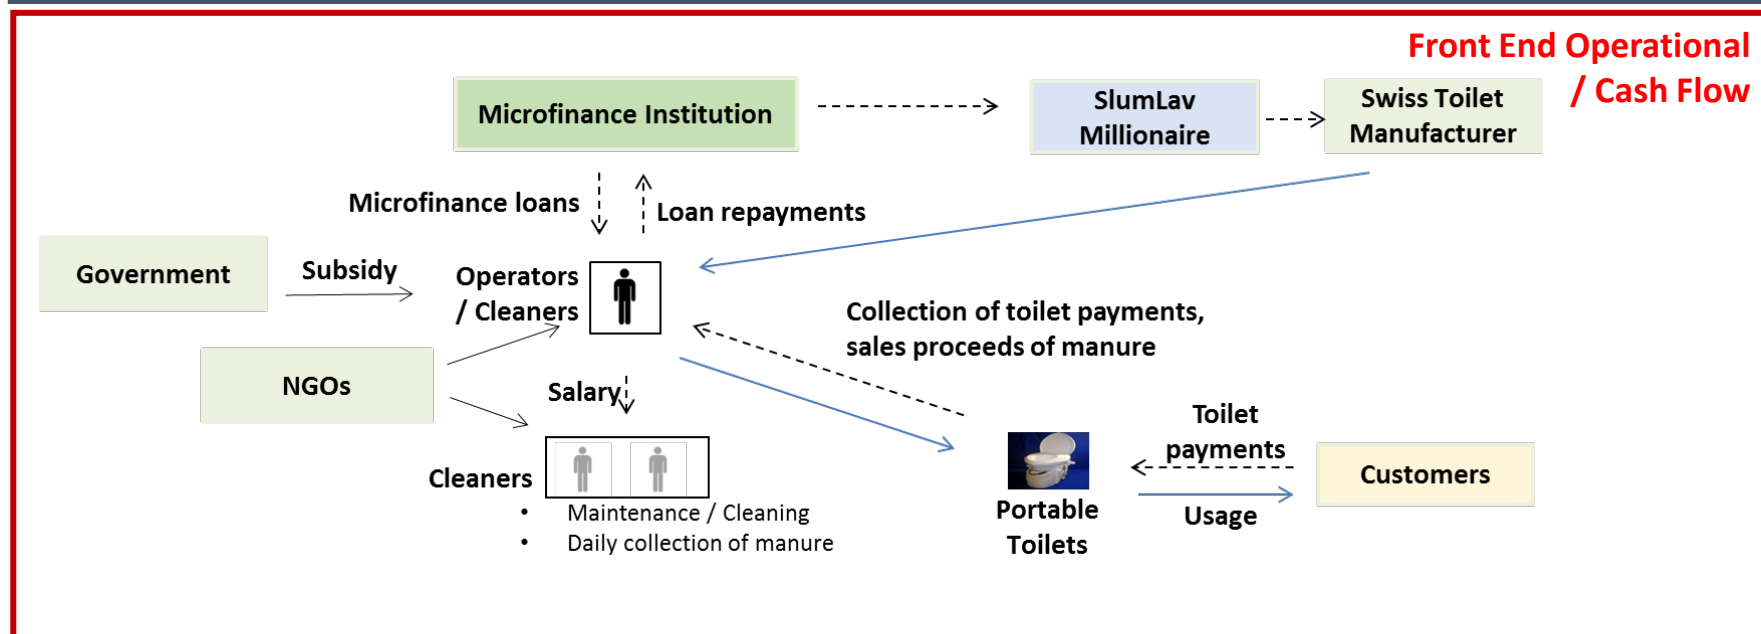 Front End Operational
/ Cash Flow
Microfinance Institution
SlumLav
Millionaire
Swiss Toilet
Manufacturer
Microfinance loans
Loan repayments
Government
Subsidy
Operators
/ Cleaners
Collection of toilet payments,
sales proceeds of manure
NGOs
Salary
Toilet
payments
Cleaners
Customers
• Maintenance / Cleaning
• Daily collection of manure
Portable
Toilets
Usage